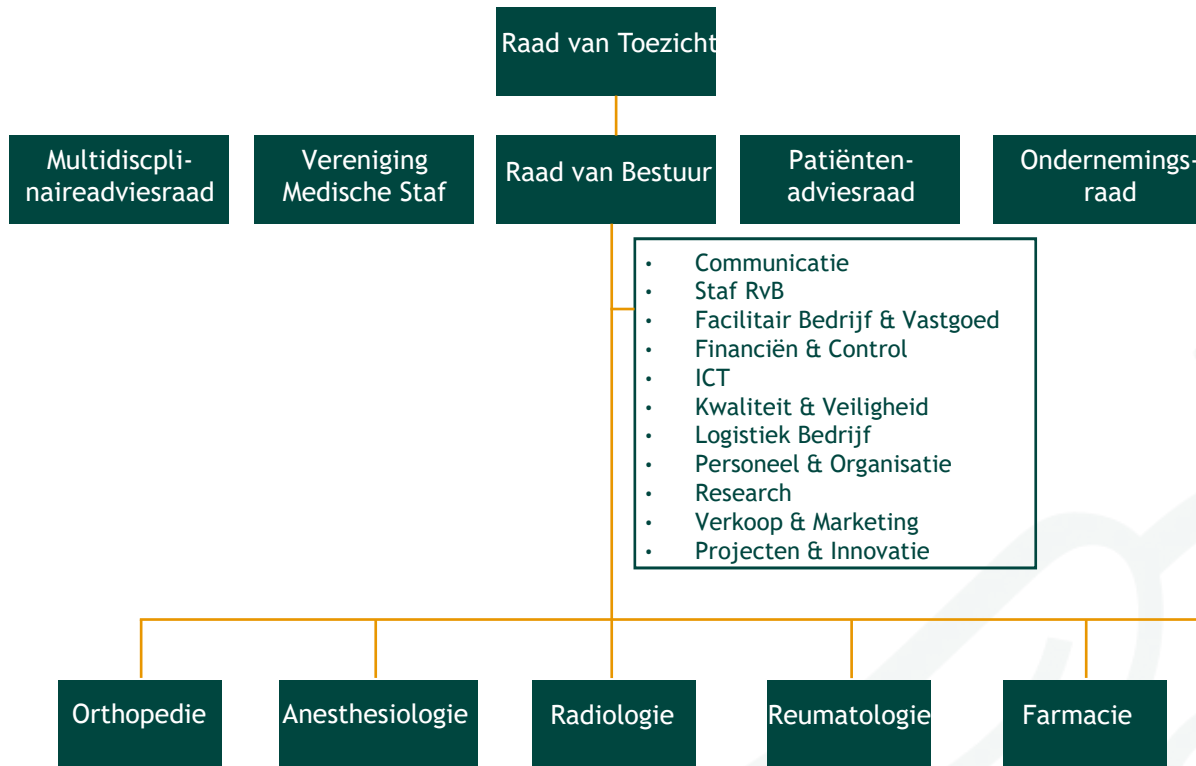 Raad van Toezicht
Multidiscpli-
naireadviesraad
Vereniging
Medische Staf
Raad van Bestuur
Patiënten-
adviesraad
Ondernemings-
raad
• Communicatie
• Staf RvB
• Facilitair Bedrijf & Vastgoed
• Financiën & Control
• ICT
• Kwaliteit & Veiligheid
• Logistiek Bedrijf
• Personeel & Organisatie
• Research
• Verkoop & Marketing
• Projecten & Innovatie
Orthopedie
Anesthesiologie
Radiologie
Reumatologie
Farmacie